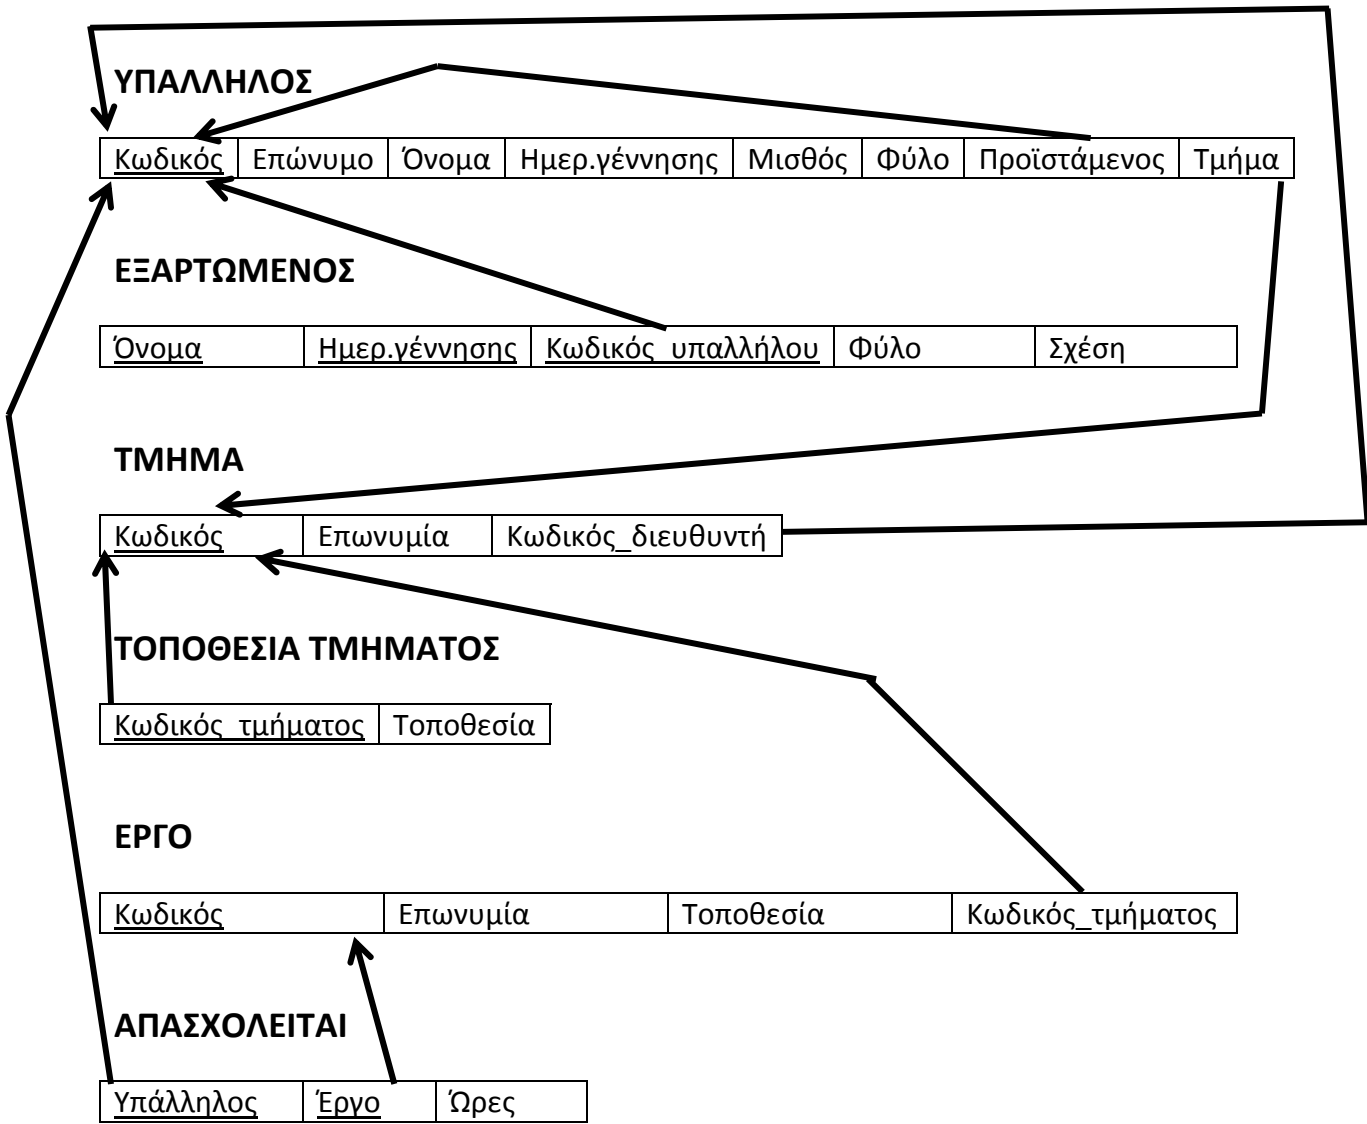 ΥΠΑΛΛΗΛΟΣ
Κωδικός Επώνυμο Όνομα Ημερ.γέννησης Μισθός Φύλο Προϊστάμενος Τμήμα
ΕΞΑΡΤΩΜΕΝΟΣ
Όνομα Ημερ.γέννησης Κωδικός_υπαλλήλου Φύλο Σχέση
ΤΜΗΜΑ
Κωδικός Επωνυμία Κωδικός_διευθυντή
ΤΟΠΟΘΕΣΙΑ ΤΜΗΜΑΤΟΣ
Κωδικός_τμήματος Τοποθεσία
ΕΡΓΟ
Κωδικός Επωνυμία Τοποθεσία Κωδικός_τμήματος
ΑΠΑΣΧΟΛΕΙΤΑΙ
Υπάλληλος Έργο Ώρες